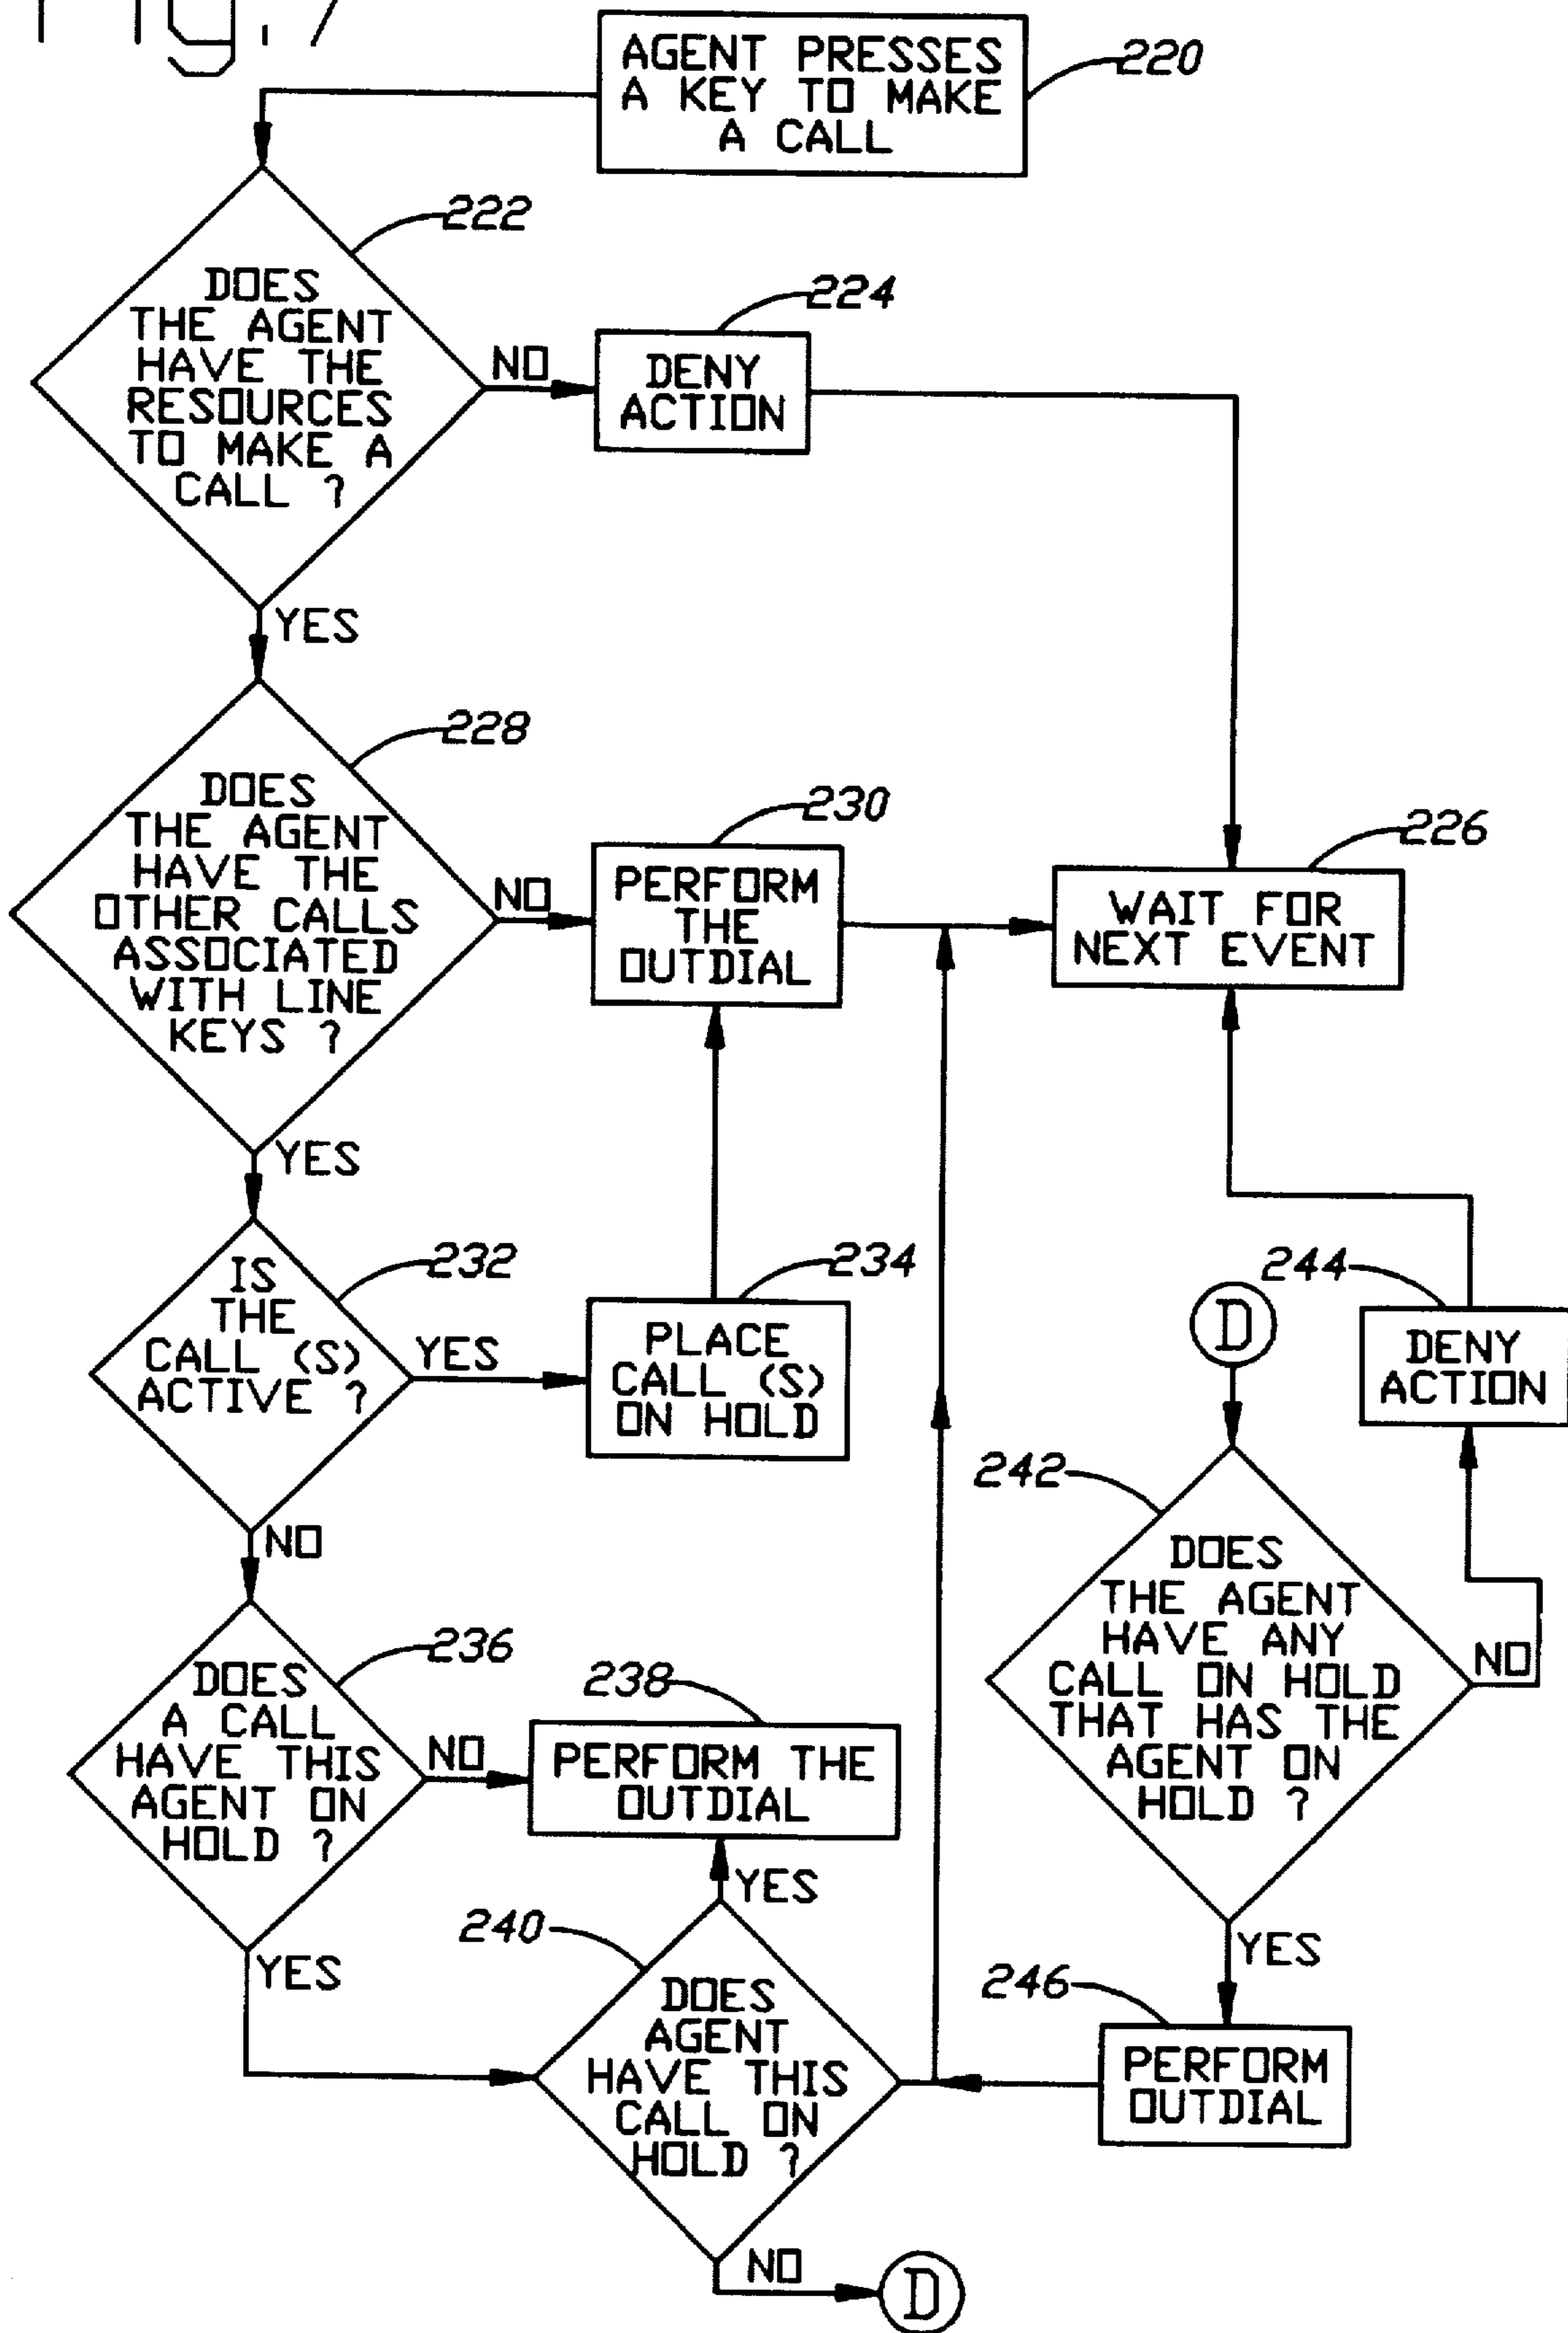 Fig. 7
AGENT PRESSES
A KEY TO MAKE
A CALL
220
222
DOES
THE AGENT
HAVE THE
RESOURCES
TO MAKE A
CALL ?
NO
224
DENY
ACTION
YES
228
DOES
THE AGENT
HAVE THE
OTHER CALLS
ASSOCIATED
WITH LINE
KEYS ?
NO
230
PERFORM
THE
OUTDIAL
226
WAIT FOR
NEXT EVENT
YES
232
IS
THE
CALL (S)
ACTIVE ?
YES
234
PLACE
CALL (S)
ON HOLD
D
244
DENY
ACTION
NO
236
DOES
A CALL
HAVE THIS
AGENT ON
HOLD ?
NO
238
PERFORM THE
OUTDIAL
242
DOES
THE AGENT
HAVE ANY
CALL ON HOLD
THAT HAS THE
AGENT ON
HOLD ?
NO
YES
YES
240
DOES
AGENT
HAVE THIS
CALL ON
HOLD ?
YES
246
PERFORM
OUTDIAL
NO
D